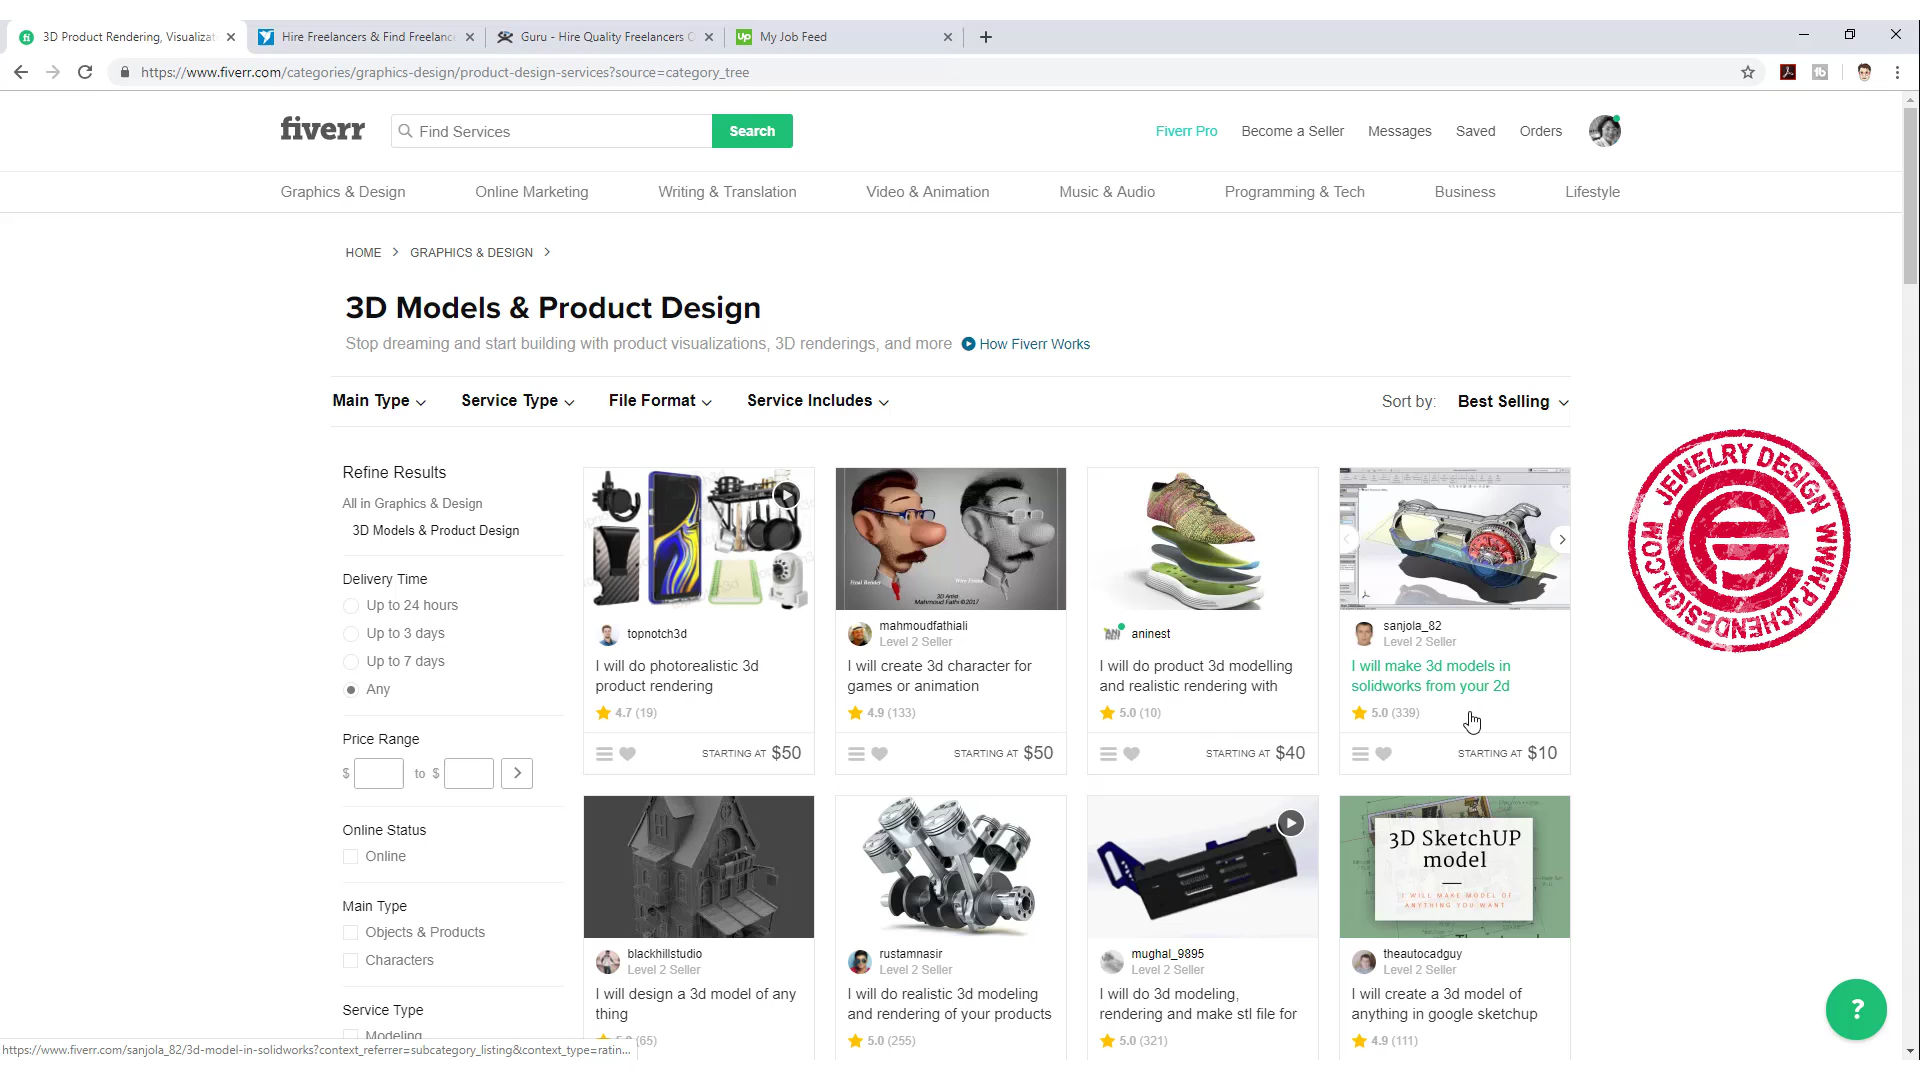 3D Product Rendering, Visualizat
Hire Freelancers & Find Freelanc
Guru - Hire Quality Freelancers O
Up My Job Feed
https://www.fiverr.com/categories/graphics-design/product-design-services?source=category_tree
fiverr
Find Services
Search
Fiverr Pro
Become a Seller
Messages
Saved
Orders
Graphics & Design
Online Marketing
Writing & Translation
Video & Animation
Music & Audio
Programming & Tech
Business
Lifestyle
HOME > GRAPHICS & DESIGN >
3D Models & Product Design
Stop dreaming and start building with product visualizations, 3D renderings, and more
How Fiverr Works
Main Type
Service Type
File Format
Service Includes
Sort by: Best Selling
Refine Results
All in Graphics & Design
3D Models & Product Design
Delivery Time
Up to 24 hours
Up to 3 days
Up to 7 days
Any
Price Range
$ to $
Online Status
Online
Main Type
Objects & Products
Characters
Service Type
Modeling
topnotch3d
I will do photorealistic 3d
product rendering
4.7 (19)
STARTING AT $50
Final Render
Wire Frame
3D Artist
Mahmoud Fathi ©2017
mahmoudfathiali
Level 2 Seller
I will create 3d character for
games or animation
4.9 (133)
STARTING AT $50
aninest
I will do product 3d modelling
and realistic rendering with
5.0 (10)
STARTING AT $40
sanjola_82
Level 2 Seller
I will make 3d models in
solidworks from your 2d
5.0 (339)
STARTING AT $10
JEWELRY DESIGN WWW.PJCHENDESIGN.COM
blackhillstudio
Level 2 Seller
I will design a 3d model of any
thing
(65)
rustamnasir
Level 2 Seller
I will do realistic 3d modeling
and rendering of your products
5.0 (255)
mughal_9895
Level 2 Seller
I will do 3d modeling,
rendering and make stl file for
5.0 (321)
3D SketchUP
model
I WILL MAKE MODEL OF
ANYTHING YOU WANT
theautocadguy
Level 2 Seller
I will create a 3d model of
anything in google sketchup
4.9 (111)
?
https://www.fiverr.com/sanjola_82/3d-model-in-solidworks?context_referrer=subcategory_listing&context_type=ratin...